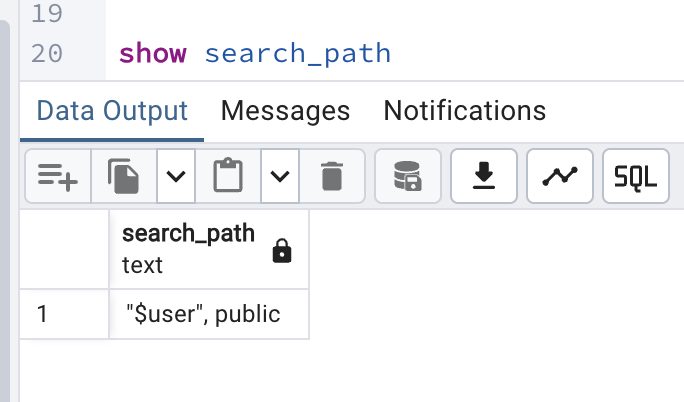 19
20 show search_path
Data Output Messages Notifications
SQL
search_path
text
1 "$user", public